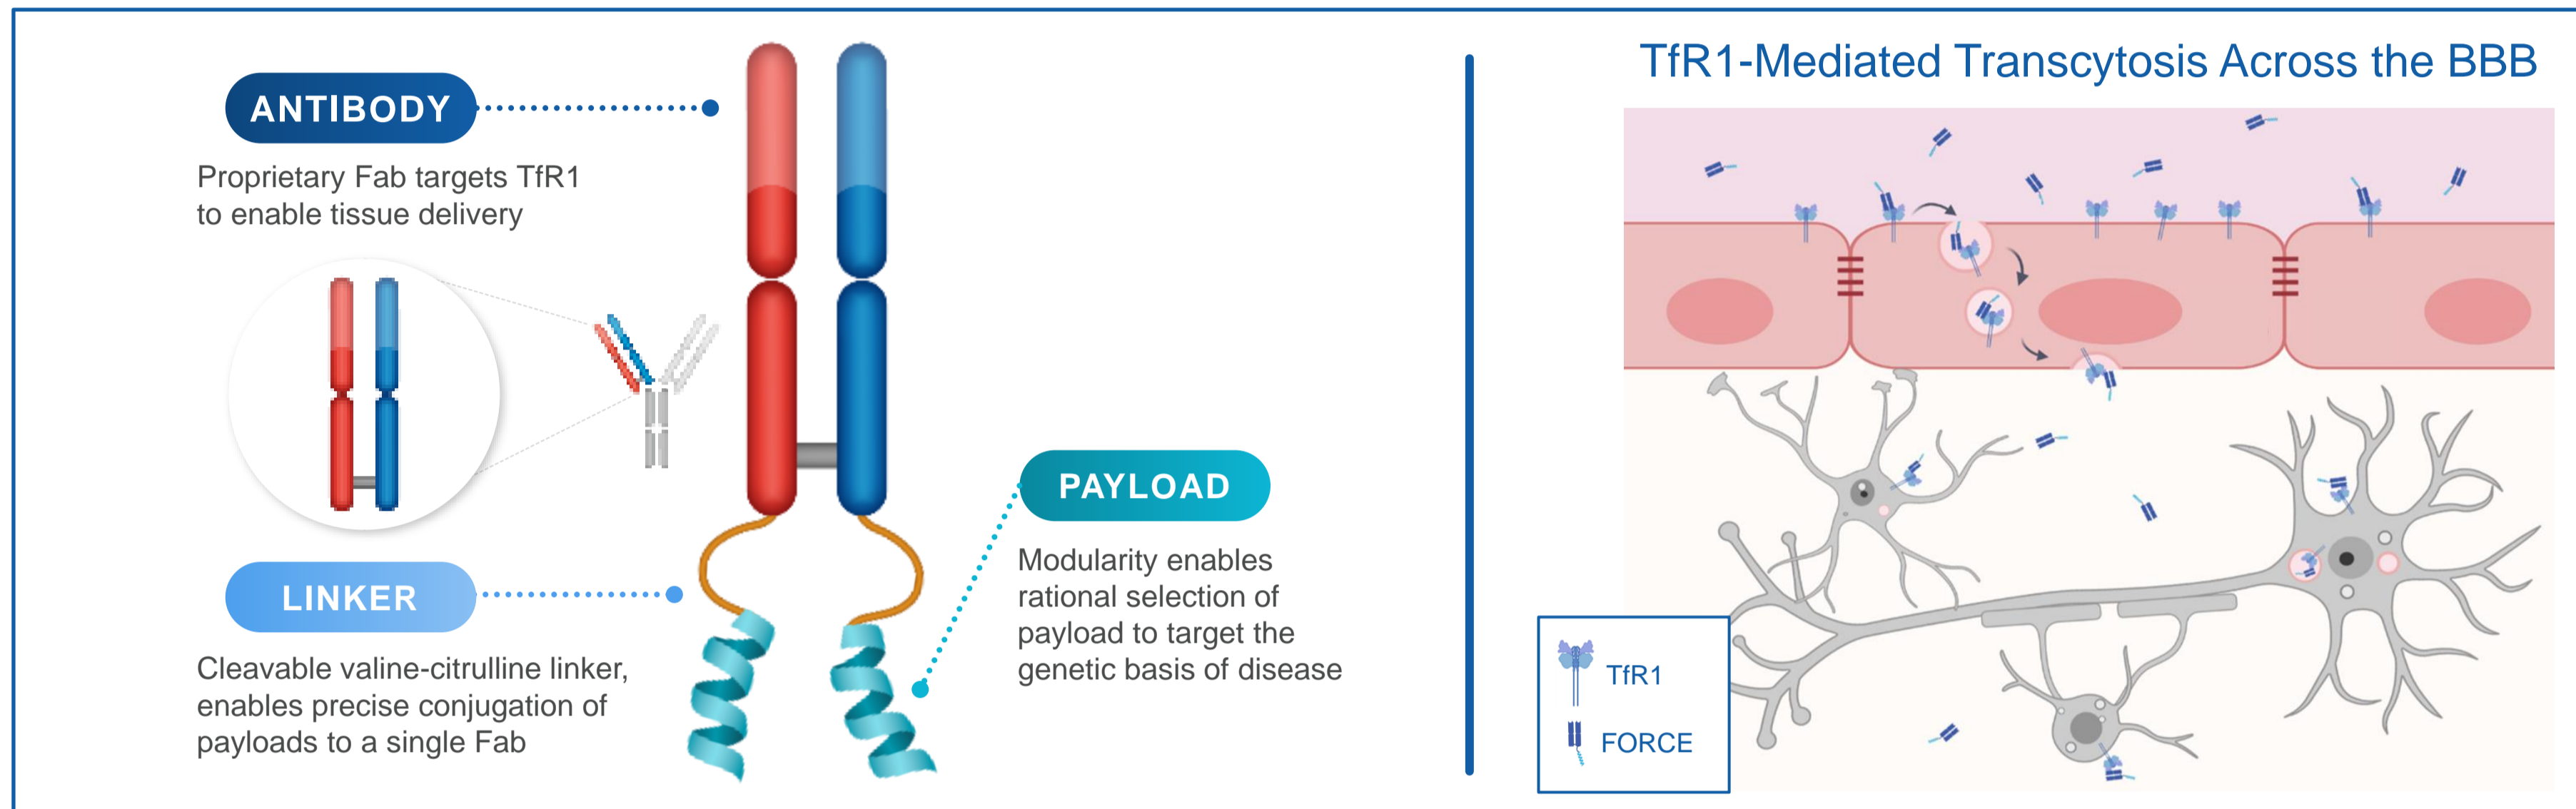 ANTIBODY
Proprietary Fab targets TfR1
to enable tissue delivery
LINKER
Cleavable valine-citrulline linker,
enables precise conjugation of
payloads to a single Fab
PAYLOAD
Modularity enables
rational selection of
payload to target the
genetic basis of disease
TfR1-Mediated Transcytosis Across the BBB
TfR1
FORCE